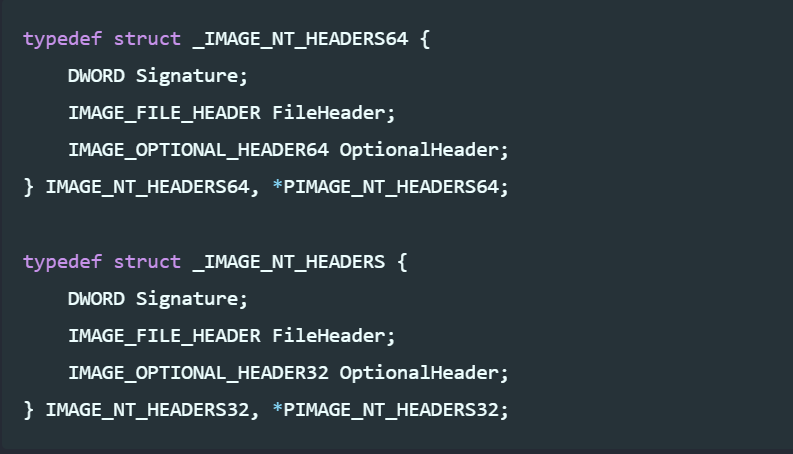 typedef struct _IMAGE_NT_HEADERS64 {
    DWORD Signature;
    IMAGE_FILE_HEADER FileHeader;
    IMAGE_OPTIONAL_HEADER64 OptionalHeader;
} IMAGE_NT_HEADERS64, *PIMAGE_NT_HEADERS64;

typedef struct _IMAGE_NT_HEADERS {
    DWORD Signature;
    IMAGE_FILE_HEADER FileHeader;
    IMAGE_OPTIONAL_HEADER32 OptionalHeader;
} IMAGE_NT_HEADERS32, *PIMAGE_NT_HEADERS32;